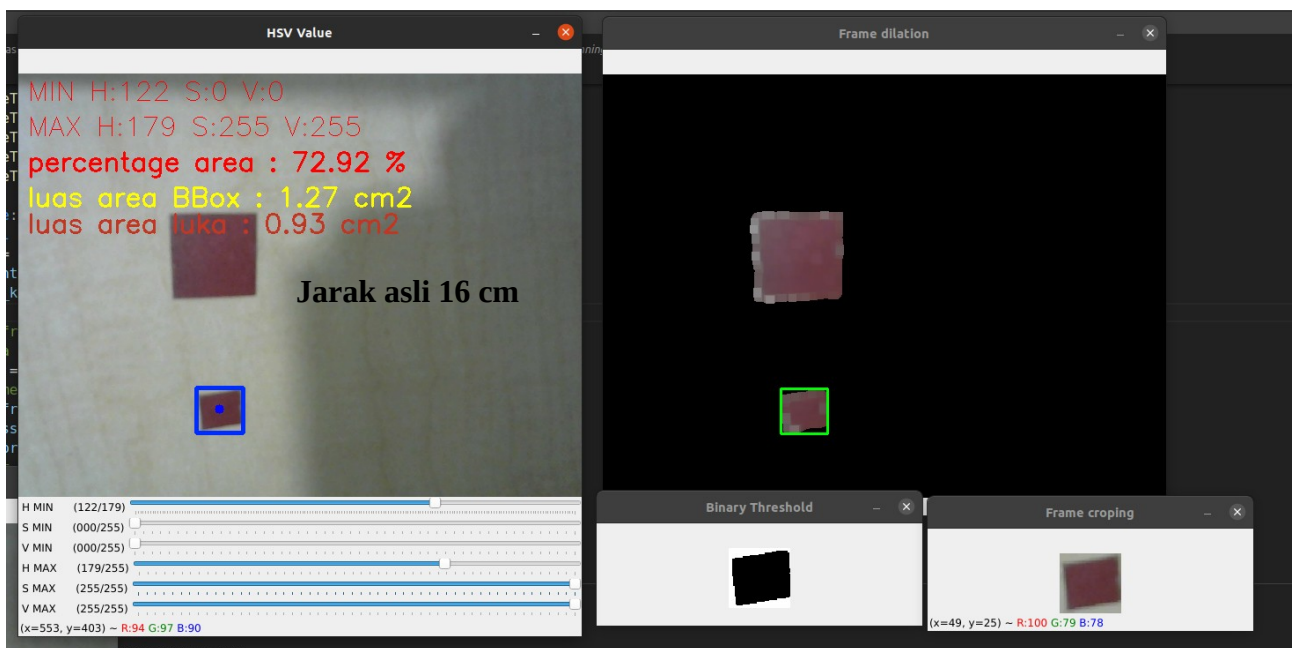 HSV Value
MIN H:122 S:0 V:0
MAX H:179 S:255 V:255
percentage area : 72.92 %
luas area BBox : 1.27 cm2
luas area luka : 0.93 cm2
Jarak asli 16 cm
H MIN (122/179)
S MIN (000/255)
V MIN (000/255)
H MAX (179/255)
S MAX (255/255)
V MAX (255/255)
(x=553, y=403) ~ R:94 G:97 B:90
Frame dilation
Binary Threshold
Frame croping
(x=49, y=25) ~ R:100 G:79 B:78